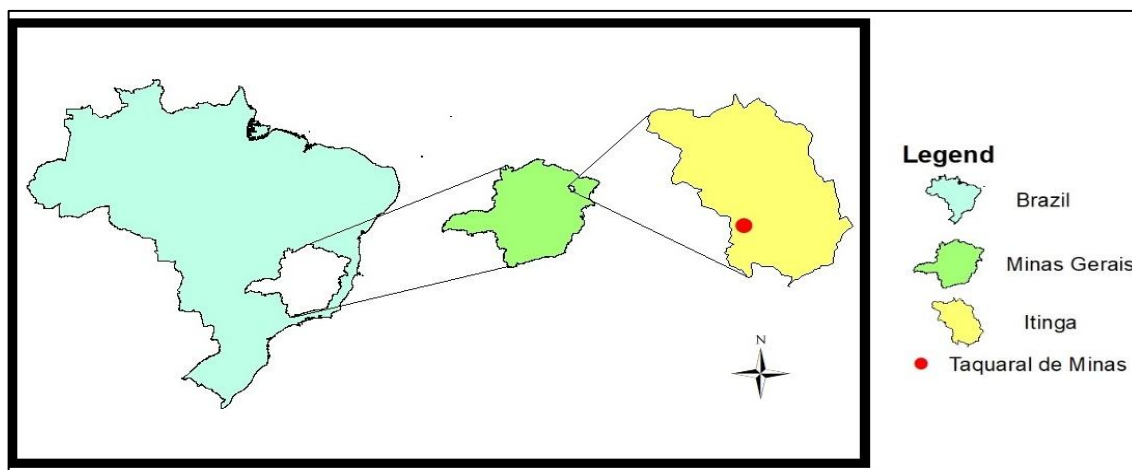 N
Legend
Brazil
Minas Gerais
Itinga
Taquaral de Minas